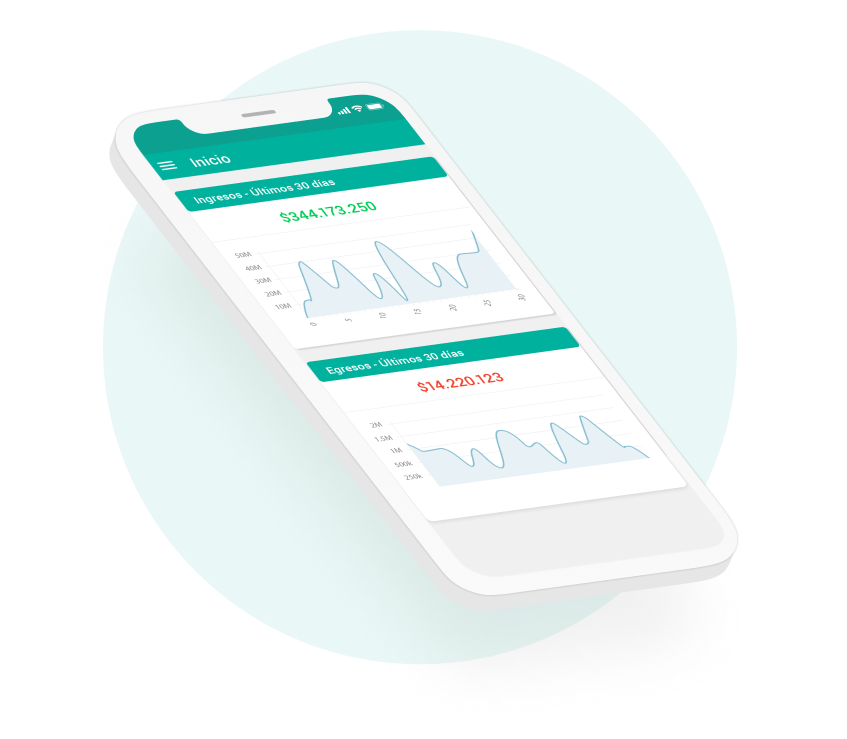 Inicio
Ingresos - Últimos 30 días
$344.173.250
50M
40M
30M
20M
10M
0 5 10 15 20 25 30
Egresos - Últimos 30 días
$14.220.123
2M
1.5M
1M
500k
250k